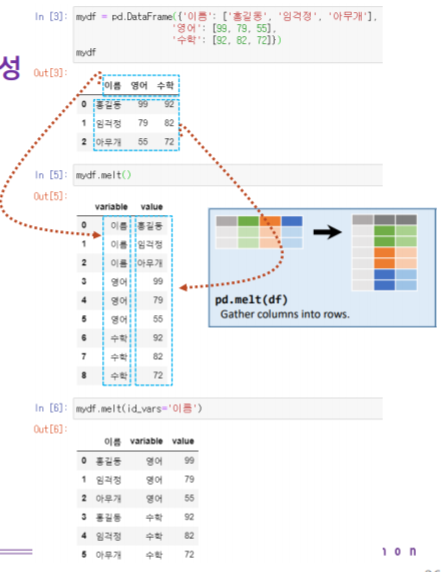 In [3]: mydf = pd.DataFrame({'이름': ['홍길동', '임꺽정', '아무개'],
'영어': [99, 79, 55],
'수학': [92, 82, 72]})
mydf
성
Out[3]:
이름 영어 수학
0 홍길동 99 92
1 임꺽정 79 82
2 아무개 55 72
In [5]: mydf.melt()
Out[5]:
variable value
0 이름 홍길동
1 이름 임꺽정
2 이름 아무개
3 영어 99
4 영어 79
5 영어 55
6 수학 92
7 수학 82
8 수학 72
pd.melt(df)
Gather columns into rows.
In [6]: mydf.melt(id_vars='이름')
Out[6]:
이름 variable value
0 홍길동 영어 99
1 임꺽정 영어 79
2 아무개 영어 55
3 홍길동 수학 92
4 임꺽정 수학 82
5 아무개 수학 72